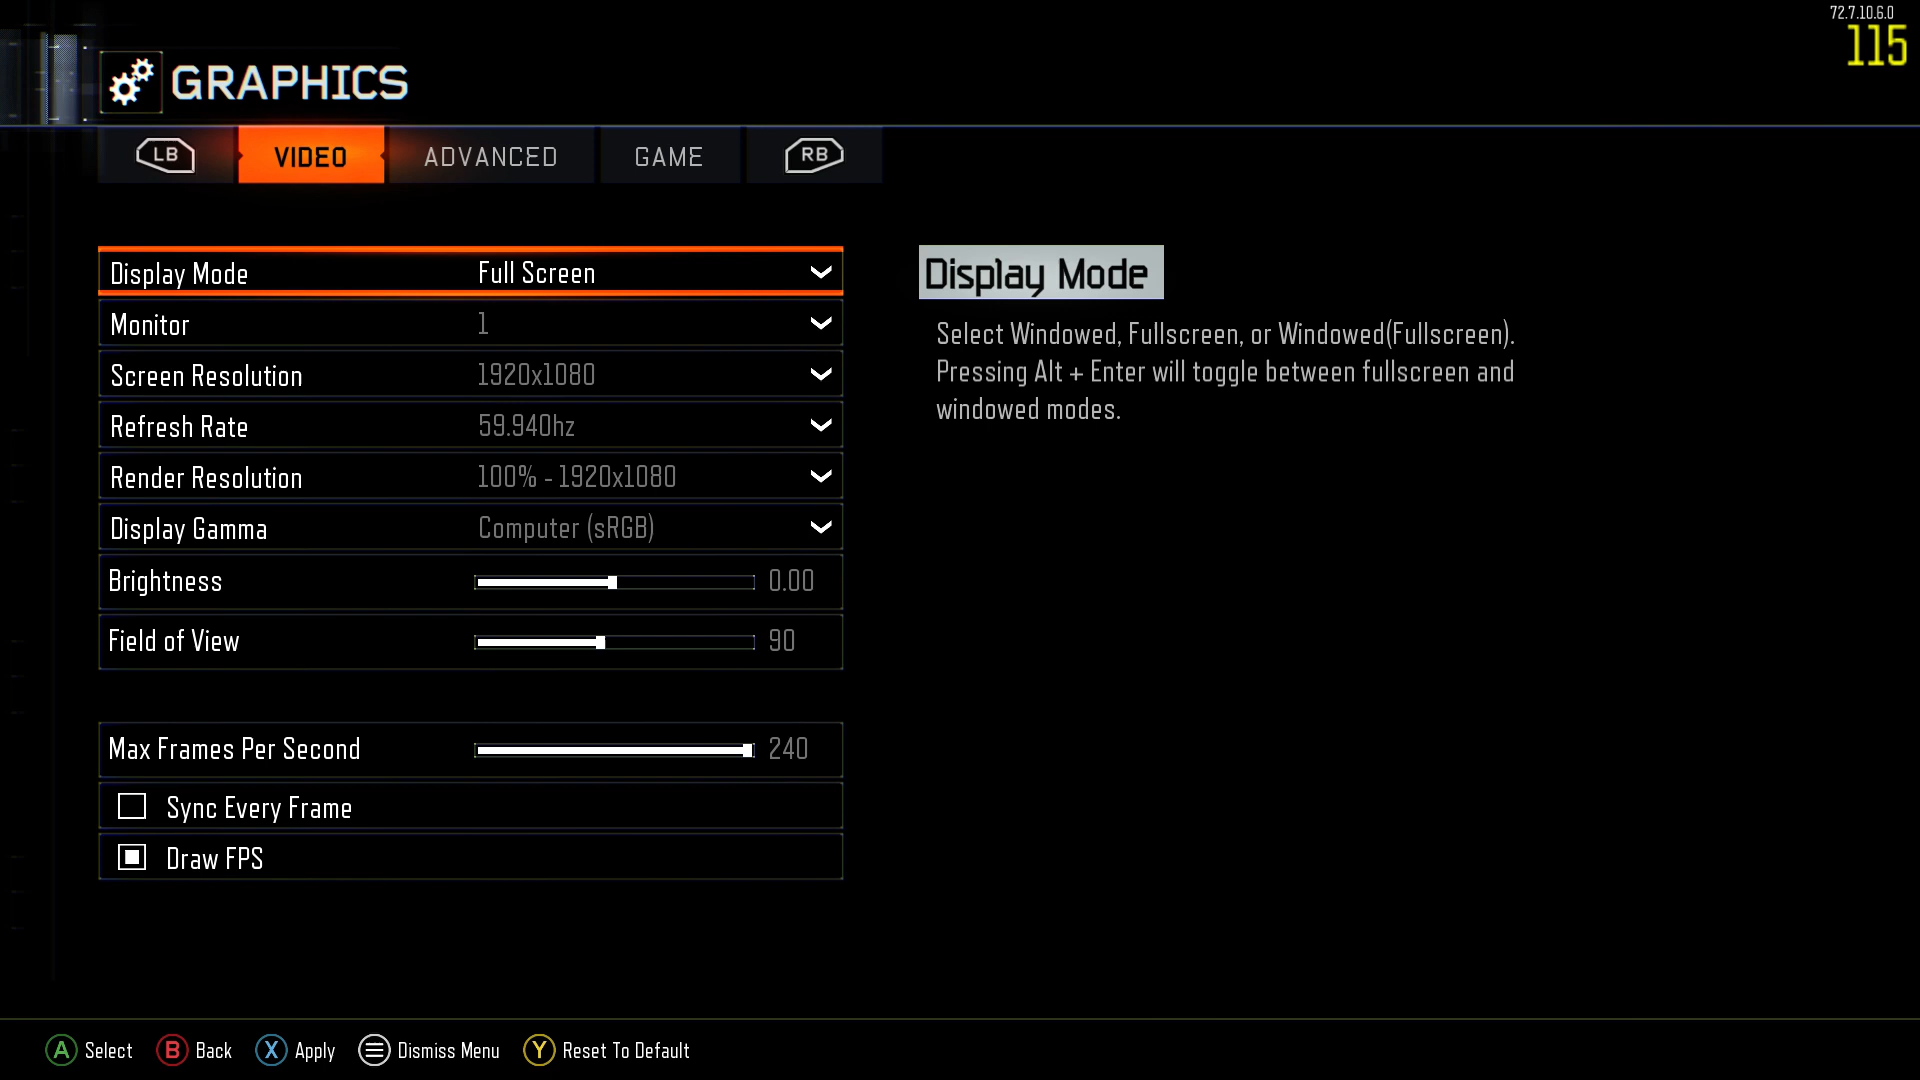 72.7.10.6.0
115
GRAPHICS
LB VIDEO ADVANCED GAME RB
Display Mode Full Screen
Monitor 1
Screen Resolution 1920x1080
Refresh Rate 59.940hz
Render Resolution 100% - 1920x1080
Display Gamma Computer (sRGB)
Brightness 0.00
Field of View 90
Max Frames Per Second 240
Sync Every Frame
Draw FPS
Display Mode
Select Windowed, Fullscreen, or Windowed(Fullscreen).
Pressing Alt + Enter will toggle between fullscreen and
windowed modes.
A Select B Back X Apply Dismiss Menu Y Reset To Default